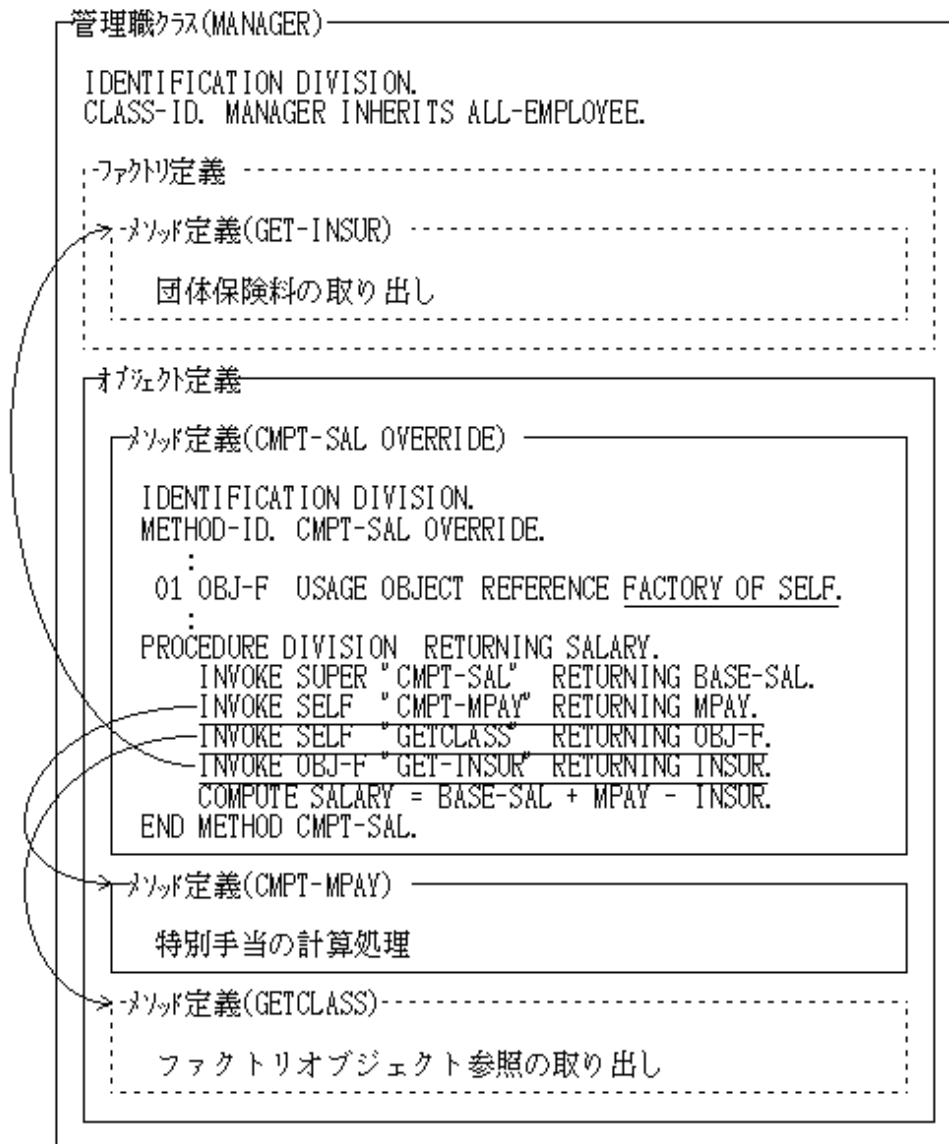 管理職ｸﾗｽ(MANAGER)
IDENTIFICATION DIVISION.
CLASS-ID. MANAGER INHERITS ALL-EMPLOYEE.
ﾌｧｸﾄﾘ定義
ﾒｿｯﾄﾞ定義(GET-INSUR)
団体保険料の取り出し
ｵﾌﾞｼﾞｪｸﾄ定義
ﾒｿｯﾄﾞ定義(CMPT-SAL OVERRIDE)
IDENTIFICATION DIVISION.
METHOD-ID. CMPT-SAL OVERRIDE.
:
01 OBJ-F USAGE OBJECT REFERENCE FACTORY OF SELF.
:
PROCEDURE DIVISION RETURNING SALARY.
INVOKE SUPER "CMPT-SAL" RETURNING BASE-SAL.
INVOKE SELF "CMPT-MPAY" RETURNING MPAY.
INVOKE SELF "GETCLASS" RETURNING OBJ-F.
INVOKE OBJ-F "GET-INSUR" RETURNING INSUR.
COMPUTE SALARY = BASE-SAL + MPAY - INSUR.
END METHOD CMPT-SAL.
ﾒｿｯﾄﾞ定義(CMPT-MPAY)
特別手当の計算処理
ﾒｿｯﾄﾞ定義(GETCLASS)
ファクトリオブジェクト参照の取り出し